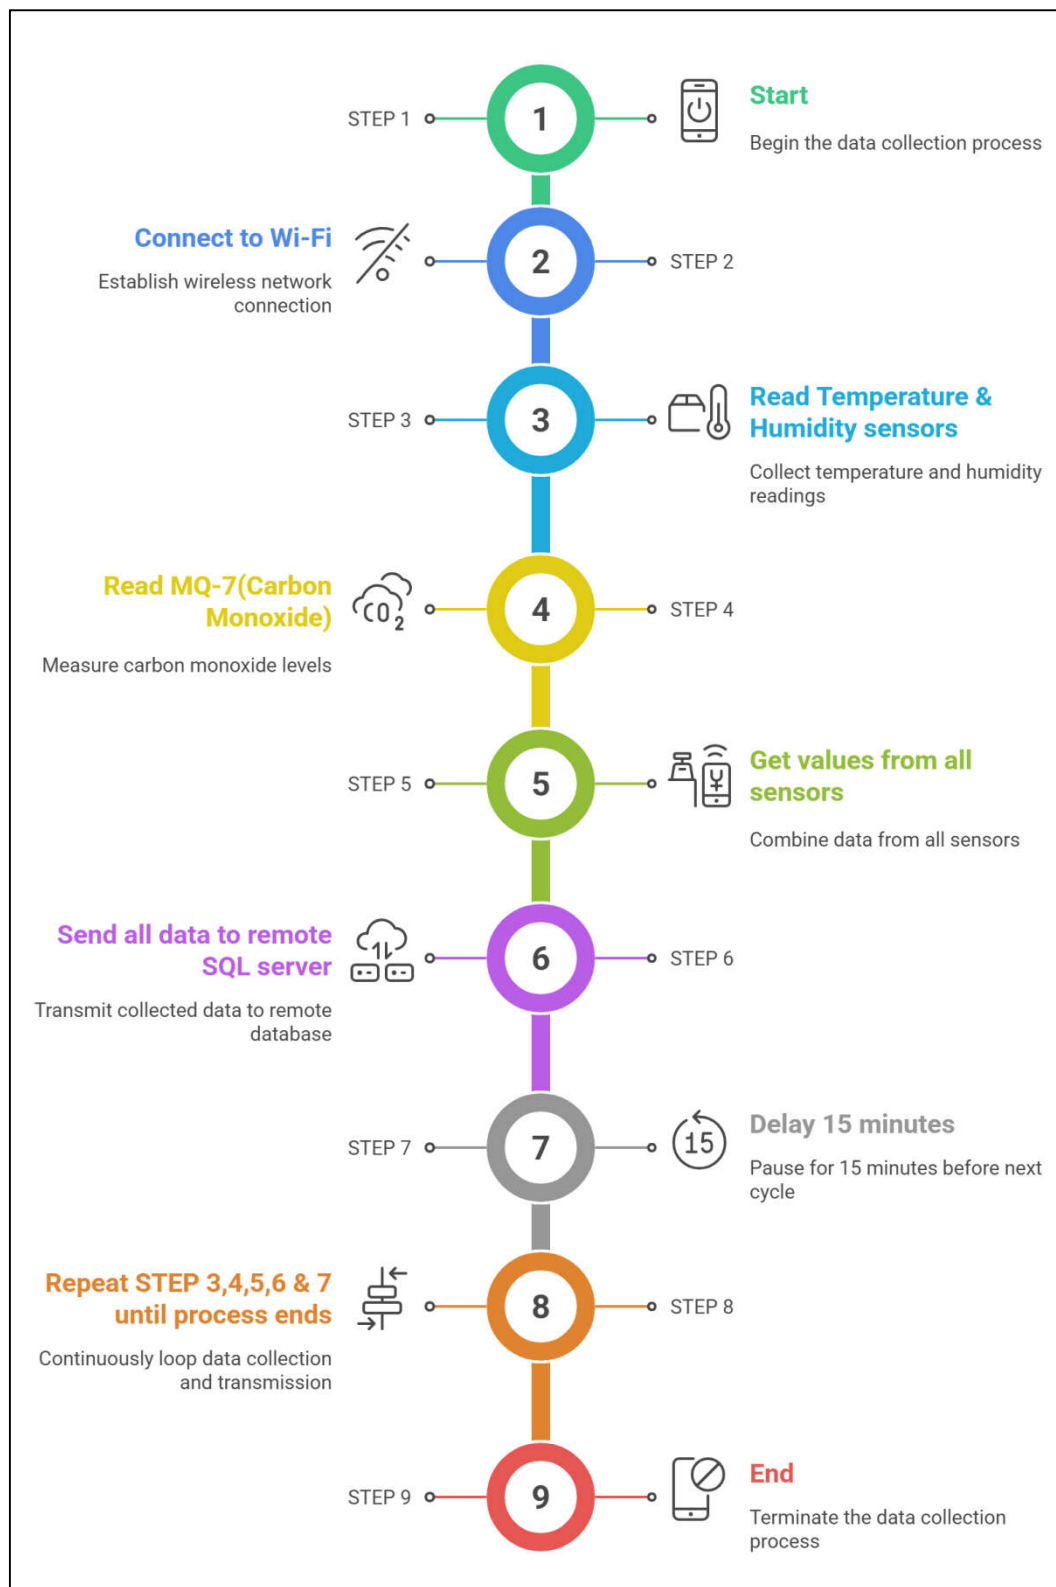 STEP 1
1
Start
Begin the data collection process
Connect to Wi-Fi
Establish wireless network
connection
2
STEP 2
STEP 3
3
Read Temperature &
Humidity sensors
Collect temperature and humidity
readings
Read MQ-7(Carbon
Monoxide)
Measure carbon monoxide levels
CO2
4
STEP 4
STEP 5
5
¥
Get values from all
sensors
Combine data from all sensors
Send all data to remote
SQL server
Transmit collected data to remote
database
6
STEP 6
STEP 7
7
15
Delay 15 minutes
Pause for 15 minutes before next
cycle
Repeat STEP 3,4,5,6 & 7
until process ends
Continuously loop data collection
and transmission
8
STEP 8
STEP 9
9
End
Terminate the data collection
process